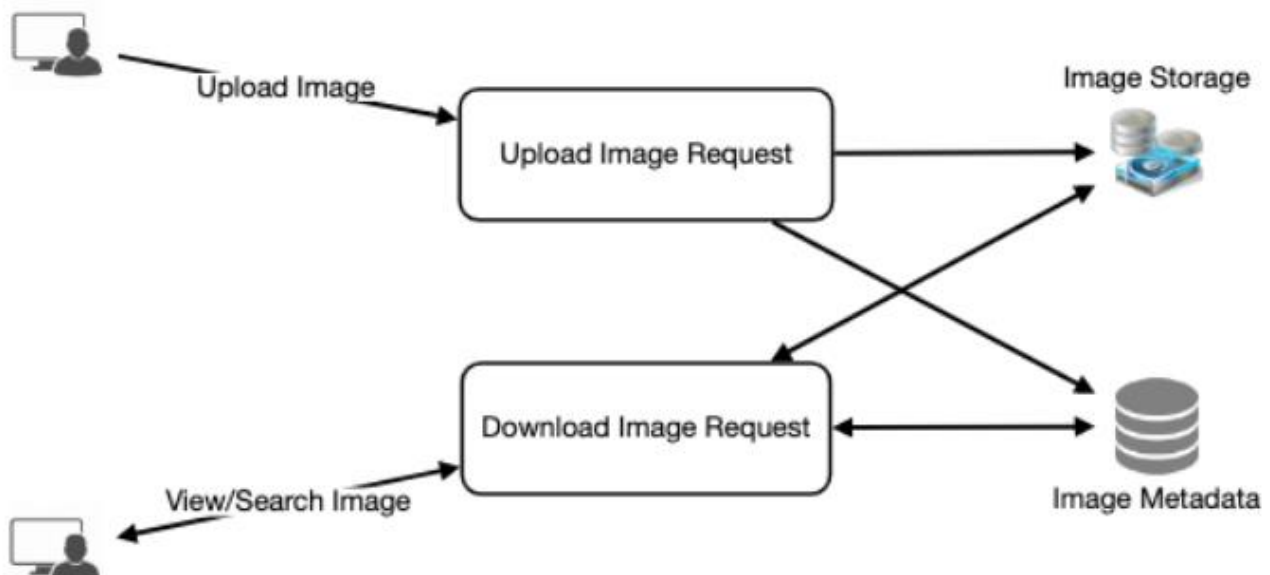 Upload Image
Image Storage
Upload Image Request
Download Image Request
View/Search Image
Image Metadata